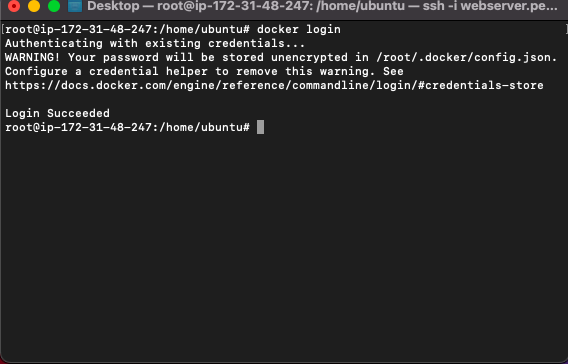 Desktop — root@ip-172-31-48-247: /home/ubuntu — ssh -i webserver.pe...
[root@ip-172-31-48-247:/home/ubuntu# docker login ]
Authenticating with existing credentials...
WARNING! Your password will be stored unencrypted in /root/.docker/config.json.
Configure a credential helper to remove this warning. See
https://docs.docker.com/engine/reference/commandline/login/#credentials-store
Login Succeeded
root@ip-172-31-48-247:/home/ubuntu#